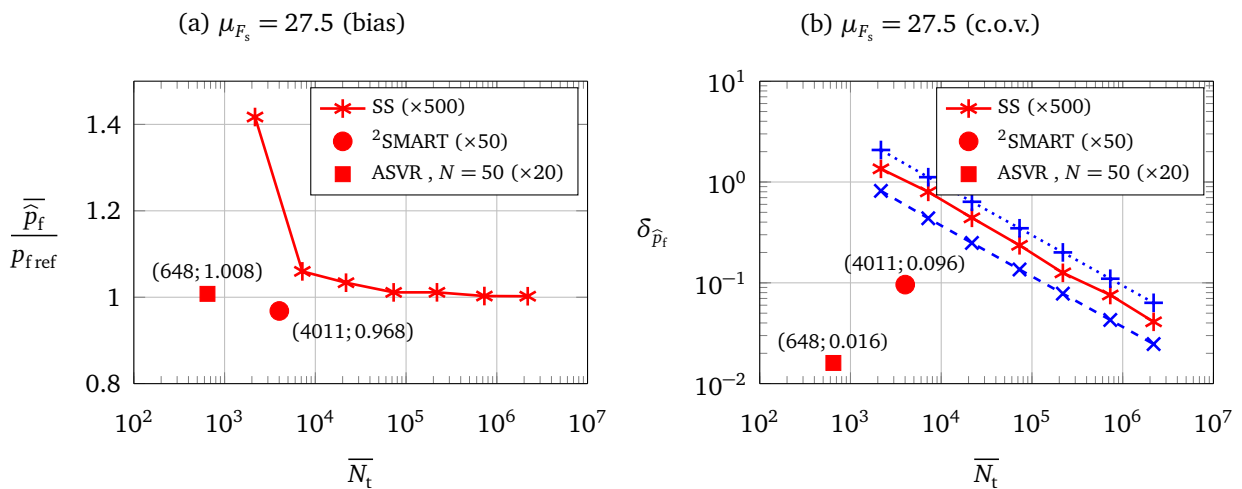 (a) μ_{F_s} = 27.5 (bias)
SS (×500)
²SMART (×50)
ASVR , N = 50 (×20)
1.4
1.2
1
0.8
\overline{\widehat{p}_f}
p_{f ref}
(648; 1.008)
(4011; 0.968)
10² 10³ 10⁴ 10⁵ 10⁶ 10⁷
\overline{N_t}
(b) μ_{F_s} = 27.5 (c.o.v.)
SS (×500)
²SMART (×50)
ASVR , N = 50 (×20)
10¹
10⁰
10⁻¹
10⁻²
δ_{\widehat{p}_f}
(4011; 0.096)
(648; 0.016)
10² 10³ 10⁴ 10⁵ 10⁶ 10⁷
\overline{N_t}